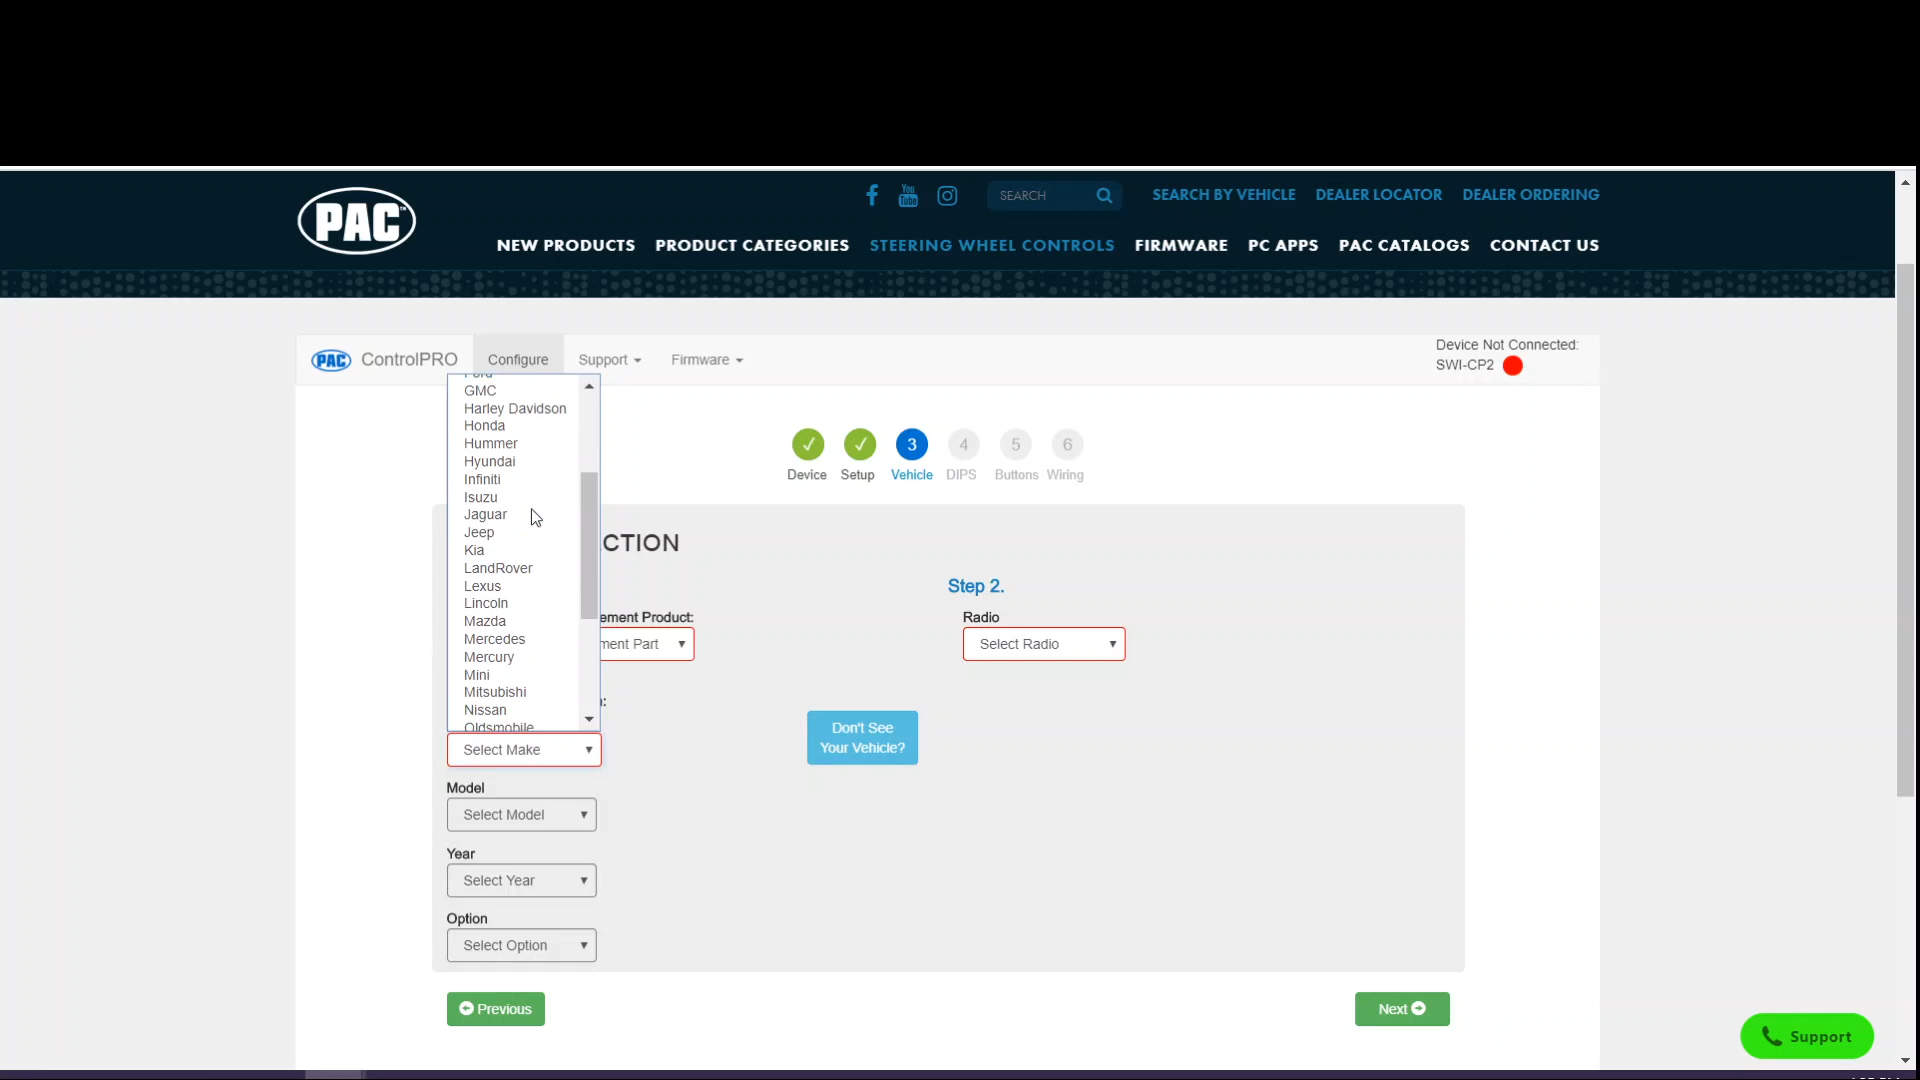 PAC
SEARCH
SEARCH BY VEHICLE
DEALER LOCATOR
DEALER ORDERING
NEW PRODUCTS
PRODUCT CATEGORIES
STEERING WHEEL CONTROLS
FIRMWARE
PC APPS
PAC CATALOGS
CONTACT US
PAC ControlPRO
Configure
Support
Firmware
Device Not Connected:
SWI-CP2
Ford
GMC
Harley Davidson
Honda
Hummer
Hyundai
Infiniti
Isuzu
Jaguar
Jeep
Kia
LandRover
Lexus
Lincoln
Mazda
Mercedes
Mercury
Mini
Mitsubishi
Nissan
Oldsmobile
3
4
5
6
Device
Setup
Vehicle
DIPS
Buttons
Wiring
CTION
Step 2.
ement Product:
ment Part
Radio
Select Radio
Don't See
Your Vehicle?
Select Make
Model
Select Model
Year
Select Year
Option
Select Option
Previous
Next
Support